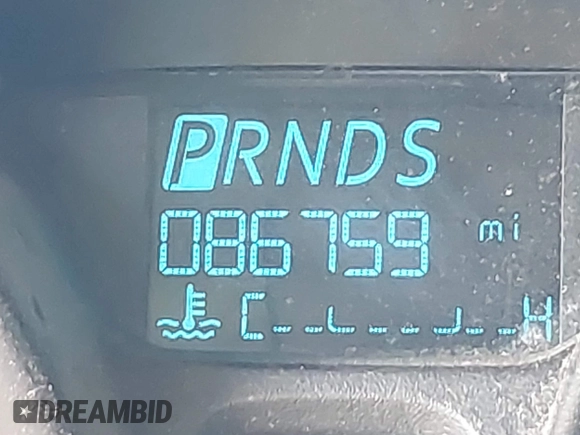 PRNDS
086759 mi
C H
DREAMBID